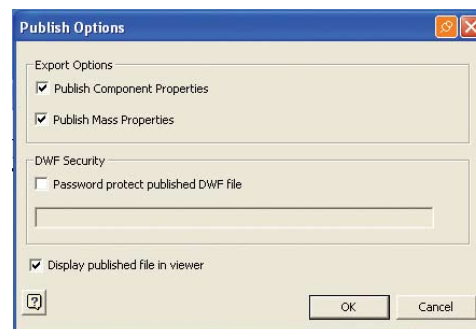 Publish Options
Export Options
Publish Component Properties
Publish Mass Properties
DWF Security
Password protect published DWF file
Display published file in viewer
?
OK
Cancel